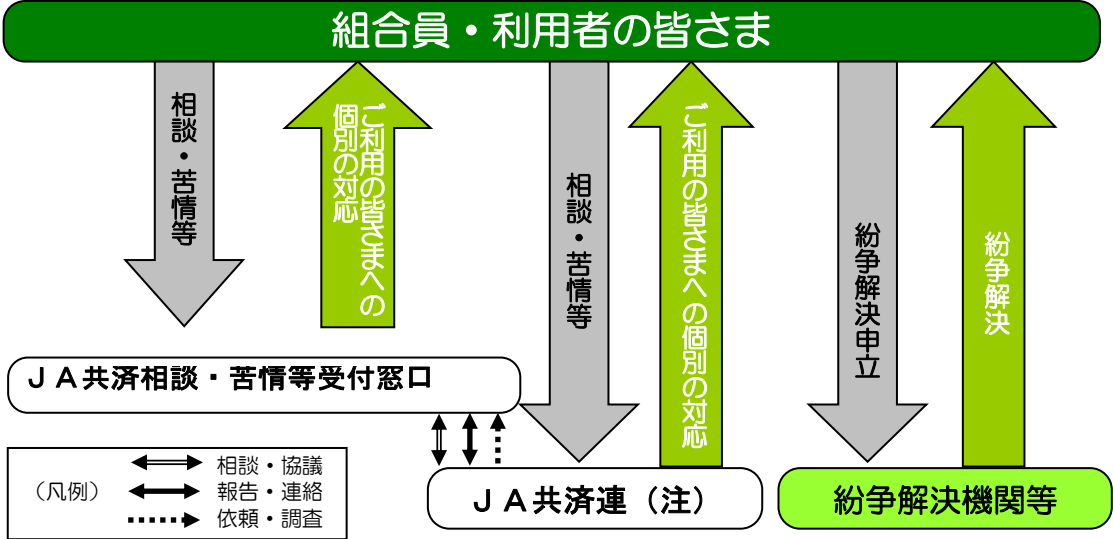 組合員・利用者の皆さま
相談・苦情等
ご利用の皆さまへの
個別の対応
相談・苦情等
ご利用の皆さまへの個別の対応
紛争解決申立
紛争解決
ＪＡ共済相談・苦情等受付窓口
ＪＡ共済連（注）
紛争解決機関等
（凡例）
相談・協議
報告・連絡
依頼・調査